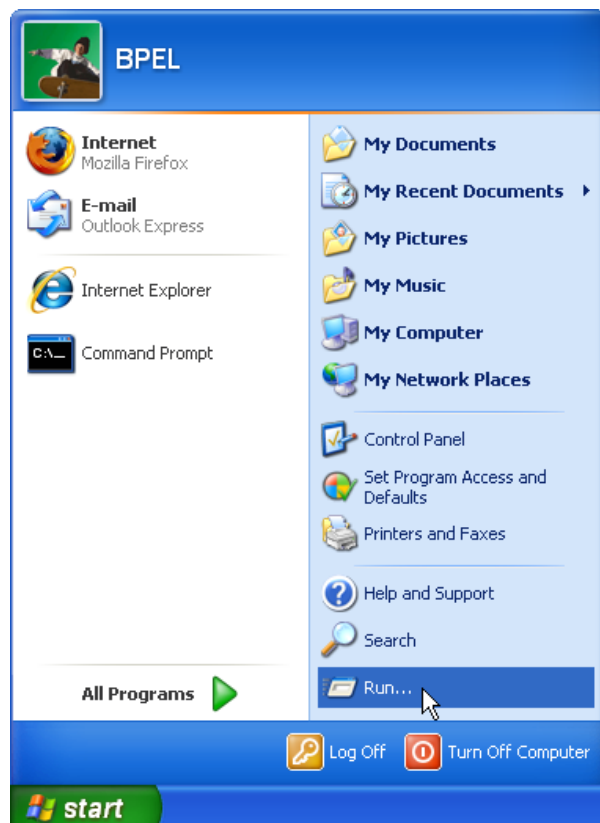 BPEL
Internet
Mozilla Firefox
E-mail
Outlook Express
Internet Explorer
C:\_
Command Prompt
All Programs
My Documents
My Recent Documents
My Pictures
My Music
My Computer
My Network Places
Control Panel
Set Program Access and
Defaults
Printers and Faxes
Help and Support
Search
Run...
Log Off
Turn Off Computer
start